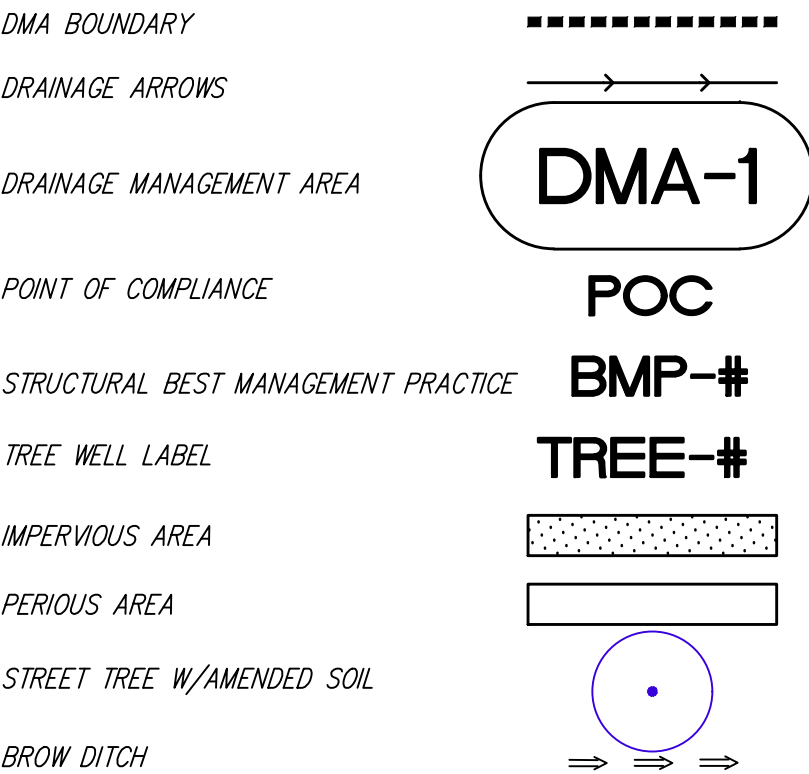 DMA BOUNDARY
DRAINAGE ARROWS
DRAINAGE MANAGEMENT AREA DMA-1
POINT OF COMPLIANCE POC
STRUCTURAL BEST MANAGEMENT PRACTICE BMP-#
TREE WELL LABEL TREE-#
IMPERVIOUS AREA
PERIOUS AREA
STREET TREE W/AMENDED SOIL
BROW DITCH